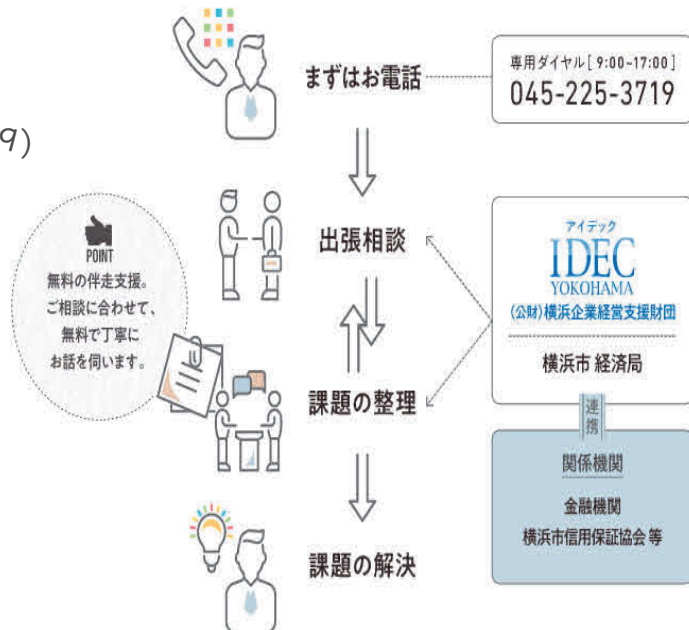 まずはお電話
専用ダイヤル[ 9:00~17:00 ]
045-225-3719
9)
POINT
無料の伴走支援。
ご相談に合わせて、
無料で丁寧に
お話を伺います。
出張相談
アイデック
IDEC
YOKOHAMA
(公財)横浜企業経営支援財団
横浜市 経済局
課題の整理
連携
関係機関
金融機関
横浜市信用保証協会 等
課題の解決